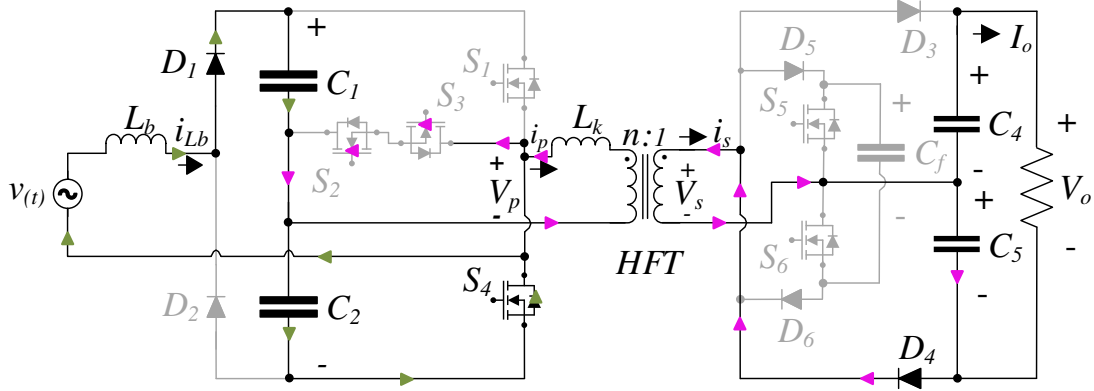 D1
Lb
iLb
v(t)
D2
+
C1
C2
-
S1
S3
S2
S4
ip
Lk
+
Vp
-
n:1
+
Vs
-
HFT
is
D5
S5
S6
D6
D3
+
Cf
-
D4
Io
+
C4
-
+
C5
-
+
Vo
-